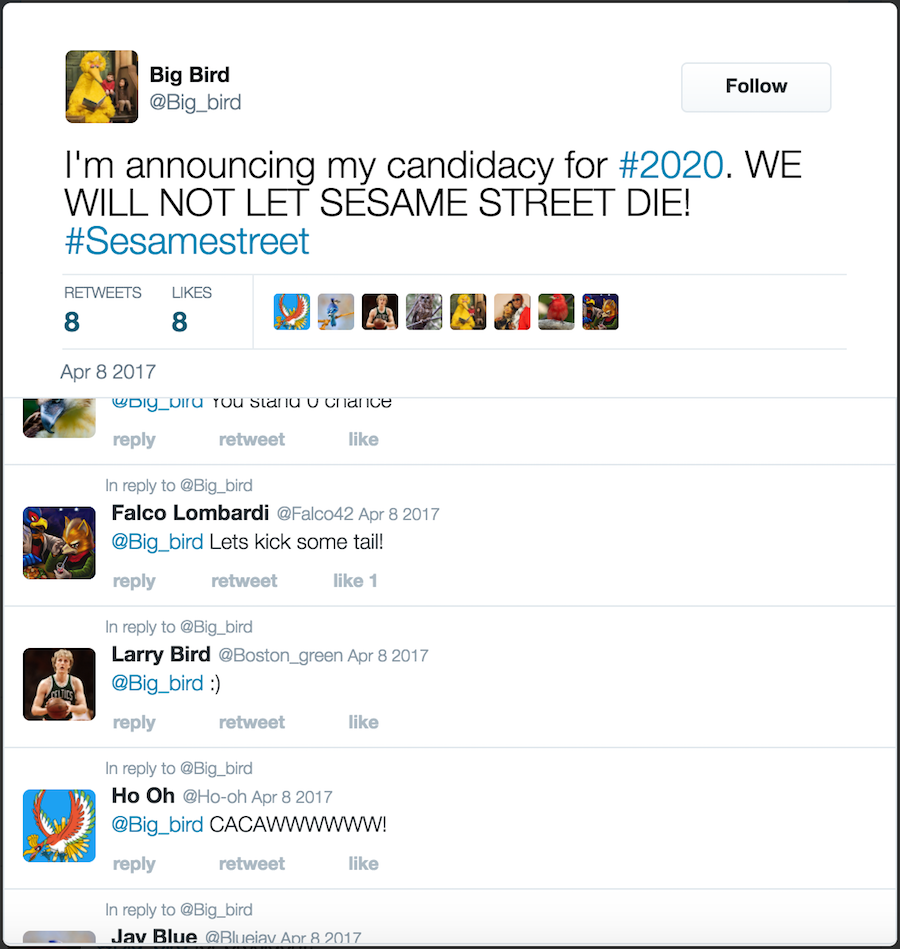 Big Bird
@Big_bird
Follow
I'm announcing my candidacy for #2020. WE
WILL NOT LET SESAME STREET DIE!
#Sesamestreet
RETWEETS LIKES
8 8
Apr 8 2017
@Big_bird You stand 0 chance
reply retweet like
In reply to @Big_bird
Falco Lombardi @Falco42 Apr 8 2017
@Big_bird Lets kick some tail!
reply retweet like 1
In reply to @Big_bird
Larry Bird @Boston_green Apr 8 2017
@Big_bird :)
reply retweet like
In reply to @Big_bird
Ho Oh @Ho-oh Apr 8 2017
@Big_bird CACAWWWWWW!
reply retweet like
In reply to @Big_bird
Jay Blue @Bluejay Apr 8 2017